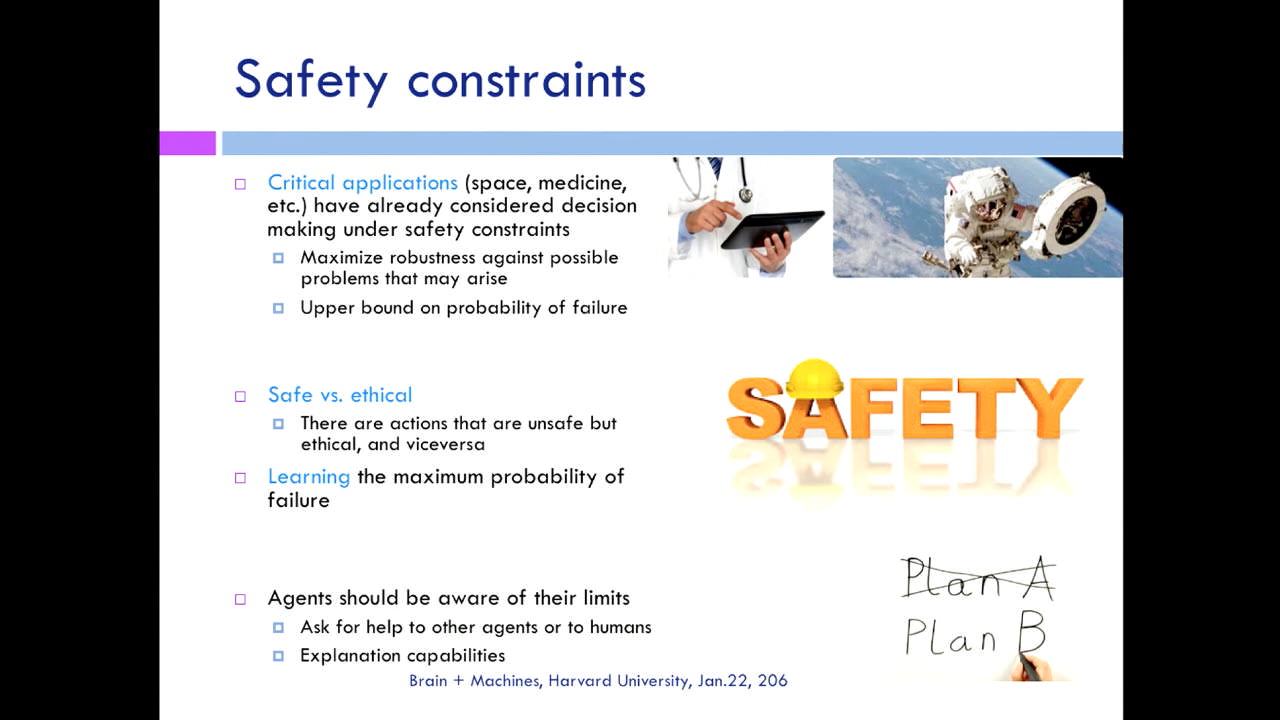 Safety constraints
Critical applications (space, medicine,
etc.) have already considered decision
making under safety constraints
Maximize robustness against possible
problems that may arise
Upper bound on probability of failure
SAFETY
Safe vs. ethical
There are actions that are unsafe but
ethical, and viceversa
Learning the maximum probability of
failure
Plan A
Plan B
Agents should be aware of their limits
Ask for help to other agents or to humans
Explanation capabilities
Brain + Machines, Harvard University, Jan.22, 206